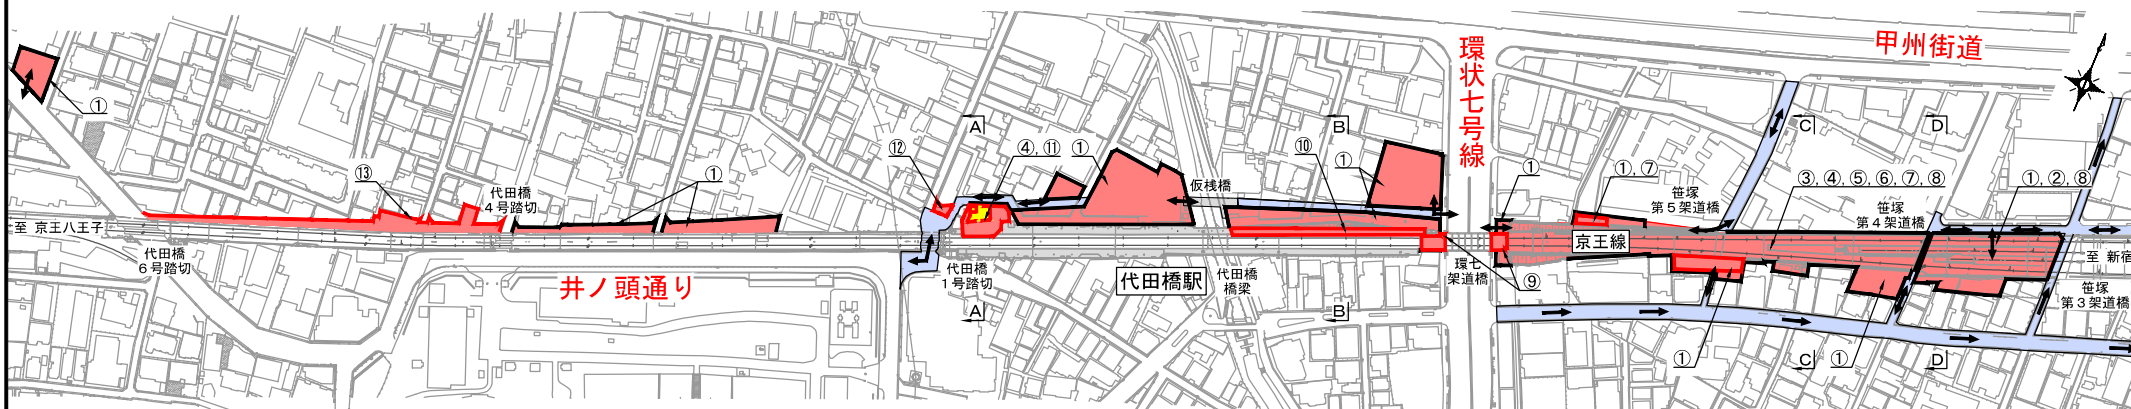 甲州街道
環状七号線
①
A
B
C
D
⑫
④, ⑪
①
⑩
①
①
①, ⑦
笹塚
第5架道橋
③, ④, ⑤, ⑥, ⑦, ⑧
①, ②, ⑧
⑬
代田橋
4号踏切
①
仮桟橋
笹塚
第4架道橋
至 京王八王子
京王線
至 新宿
代田橋
6号踏切
井ノ頭通り
代田橋
1号踏切
代田橋駅
代田橋
橋梁
環七
架道橋
⑨
笹塚
第3架道橋
A
B
①
C
①
D